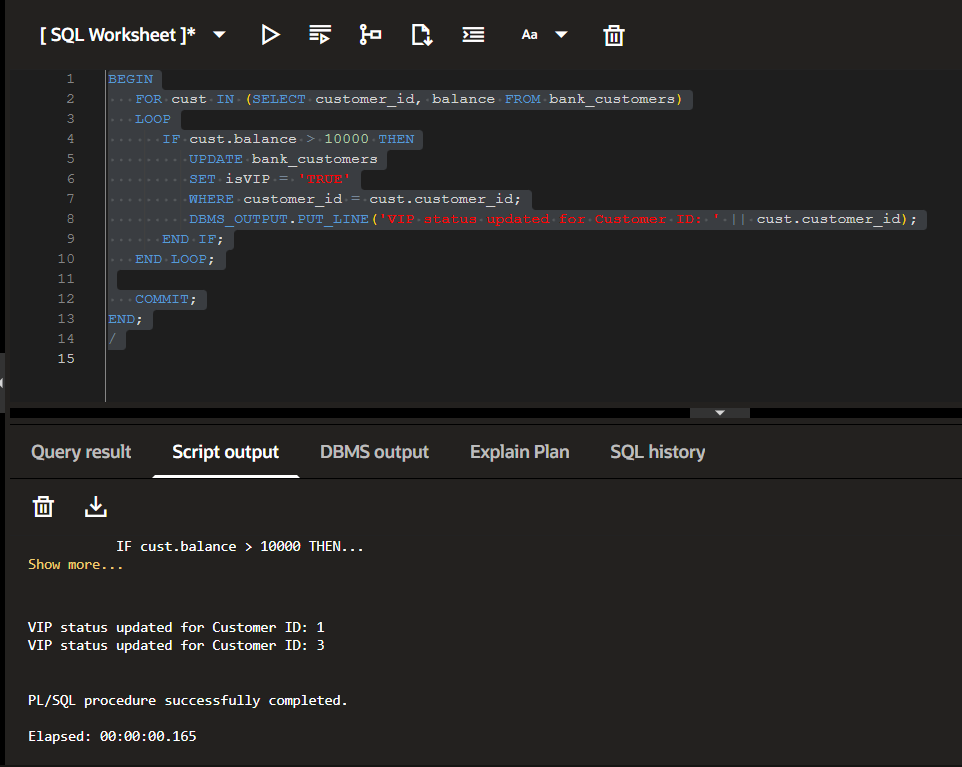 [ SQL Worksheet ]*
Aa
1 BEGIN
2 FOR cust IN (SELECT customer_id, balance FROM bank_customers)
3 LOOP
4 IF cust.balance > 10000 THEN
5 UPDATE bank_customers
6 SET isVIP = 'TRUE'
7 WHERE customer_id = cust.customer_id;
8 DBMS_OUTPUT.PUT_LINE('VIP status updated for Customer ID: ' || cust.customer_id);
9 END IF;
10 END LOOP;
11
12 COMMIT;
13 END;
14 /
15
Query result Script output DBMS output Explain Plan SQL history
IF cust.balance > 10000 THEN...
Show more...
VIP status updated for Customer ID: 1
VIP status updated for Customer ID: 3
PL/SQL procedure successfully completed.
Elapsed: 00:00:00.165